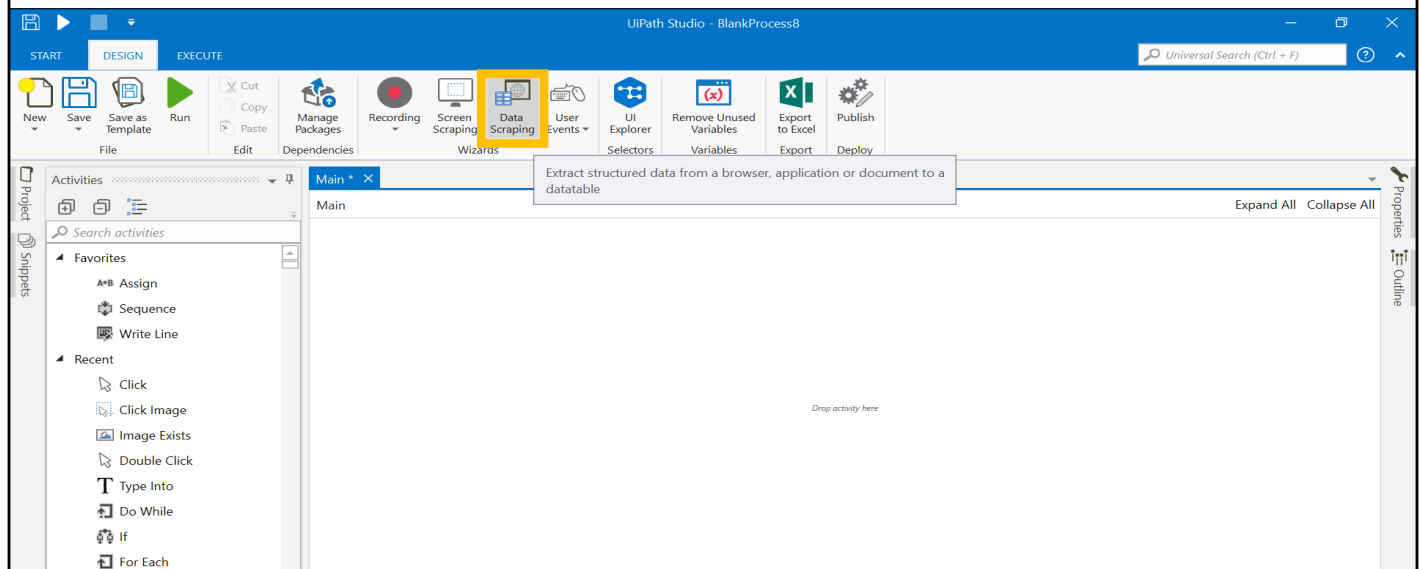 UiPath Studio - BlankProcess8
START DESIGN EXECUTE
Universal Search (Ctrl + F)
New
Save
Save as
Template
Run
Cut
Copy
Paste
Manage
Packages
Recording
Screen
Scraping
Data
Scraping
User
Events
UI
Explorer
Remove Unused
Variables
Export
to Excel
Publish
File
Edit
Dependencies
Wizards
Selectors
Variables
Export
Deploy
Extract structured data from a browser, application or document to a
datatable
Project
Snippets
Activities
Search activities
Favorites
A*B Assign
Sequence
Write Line
Recent
Click
Click Image
Image Exists
Double Click
T Type Into
Do While
If
For Each
Main *
Main
Expand All Collapse All
Drop activity here
Properties
Outline